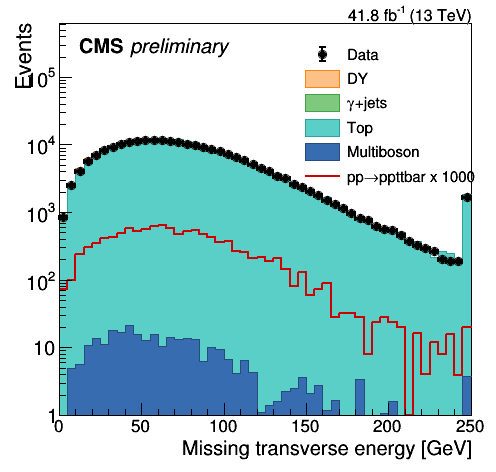 41.8 fb⁻¹ (13 TeV)
CMS preliminary
Events
Data
DY
γ+jets
Top
Multiboson
pp→ppttbar x 1000
10⁵
10⁴
10³
10²
10
1
0 50 100 150 200 250
Missing transverse energy [GeV]